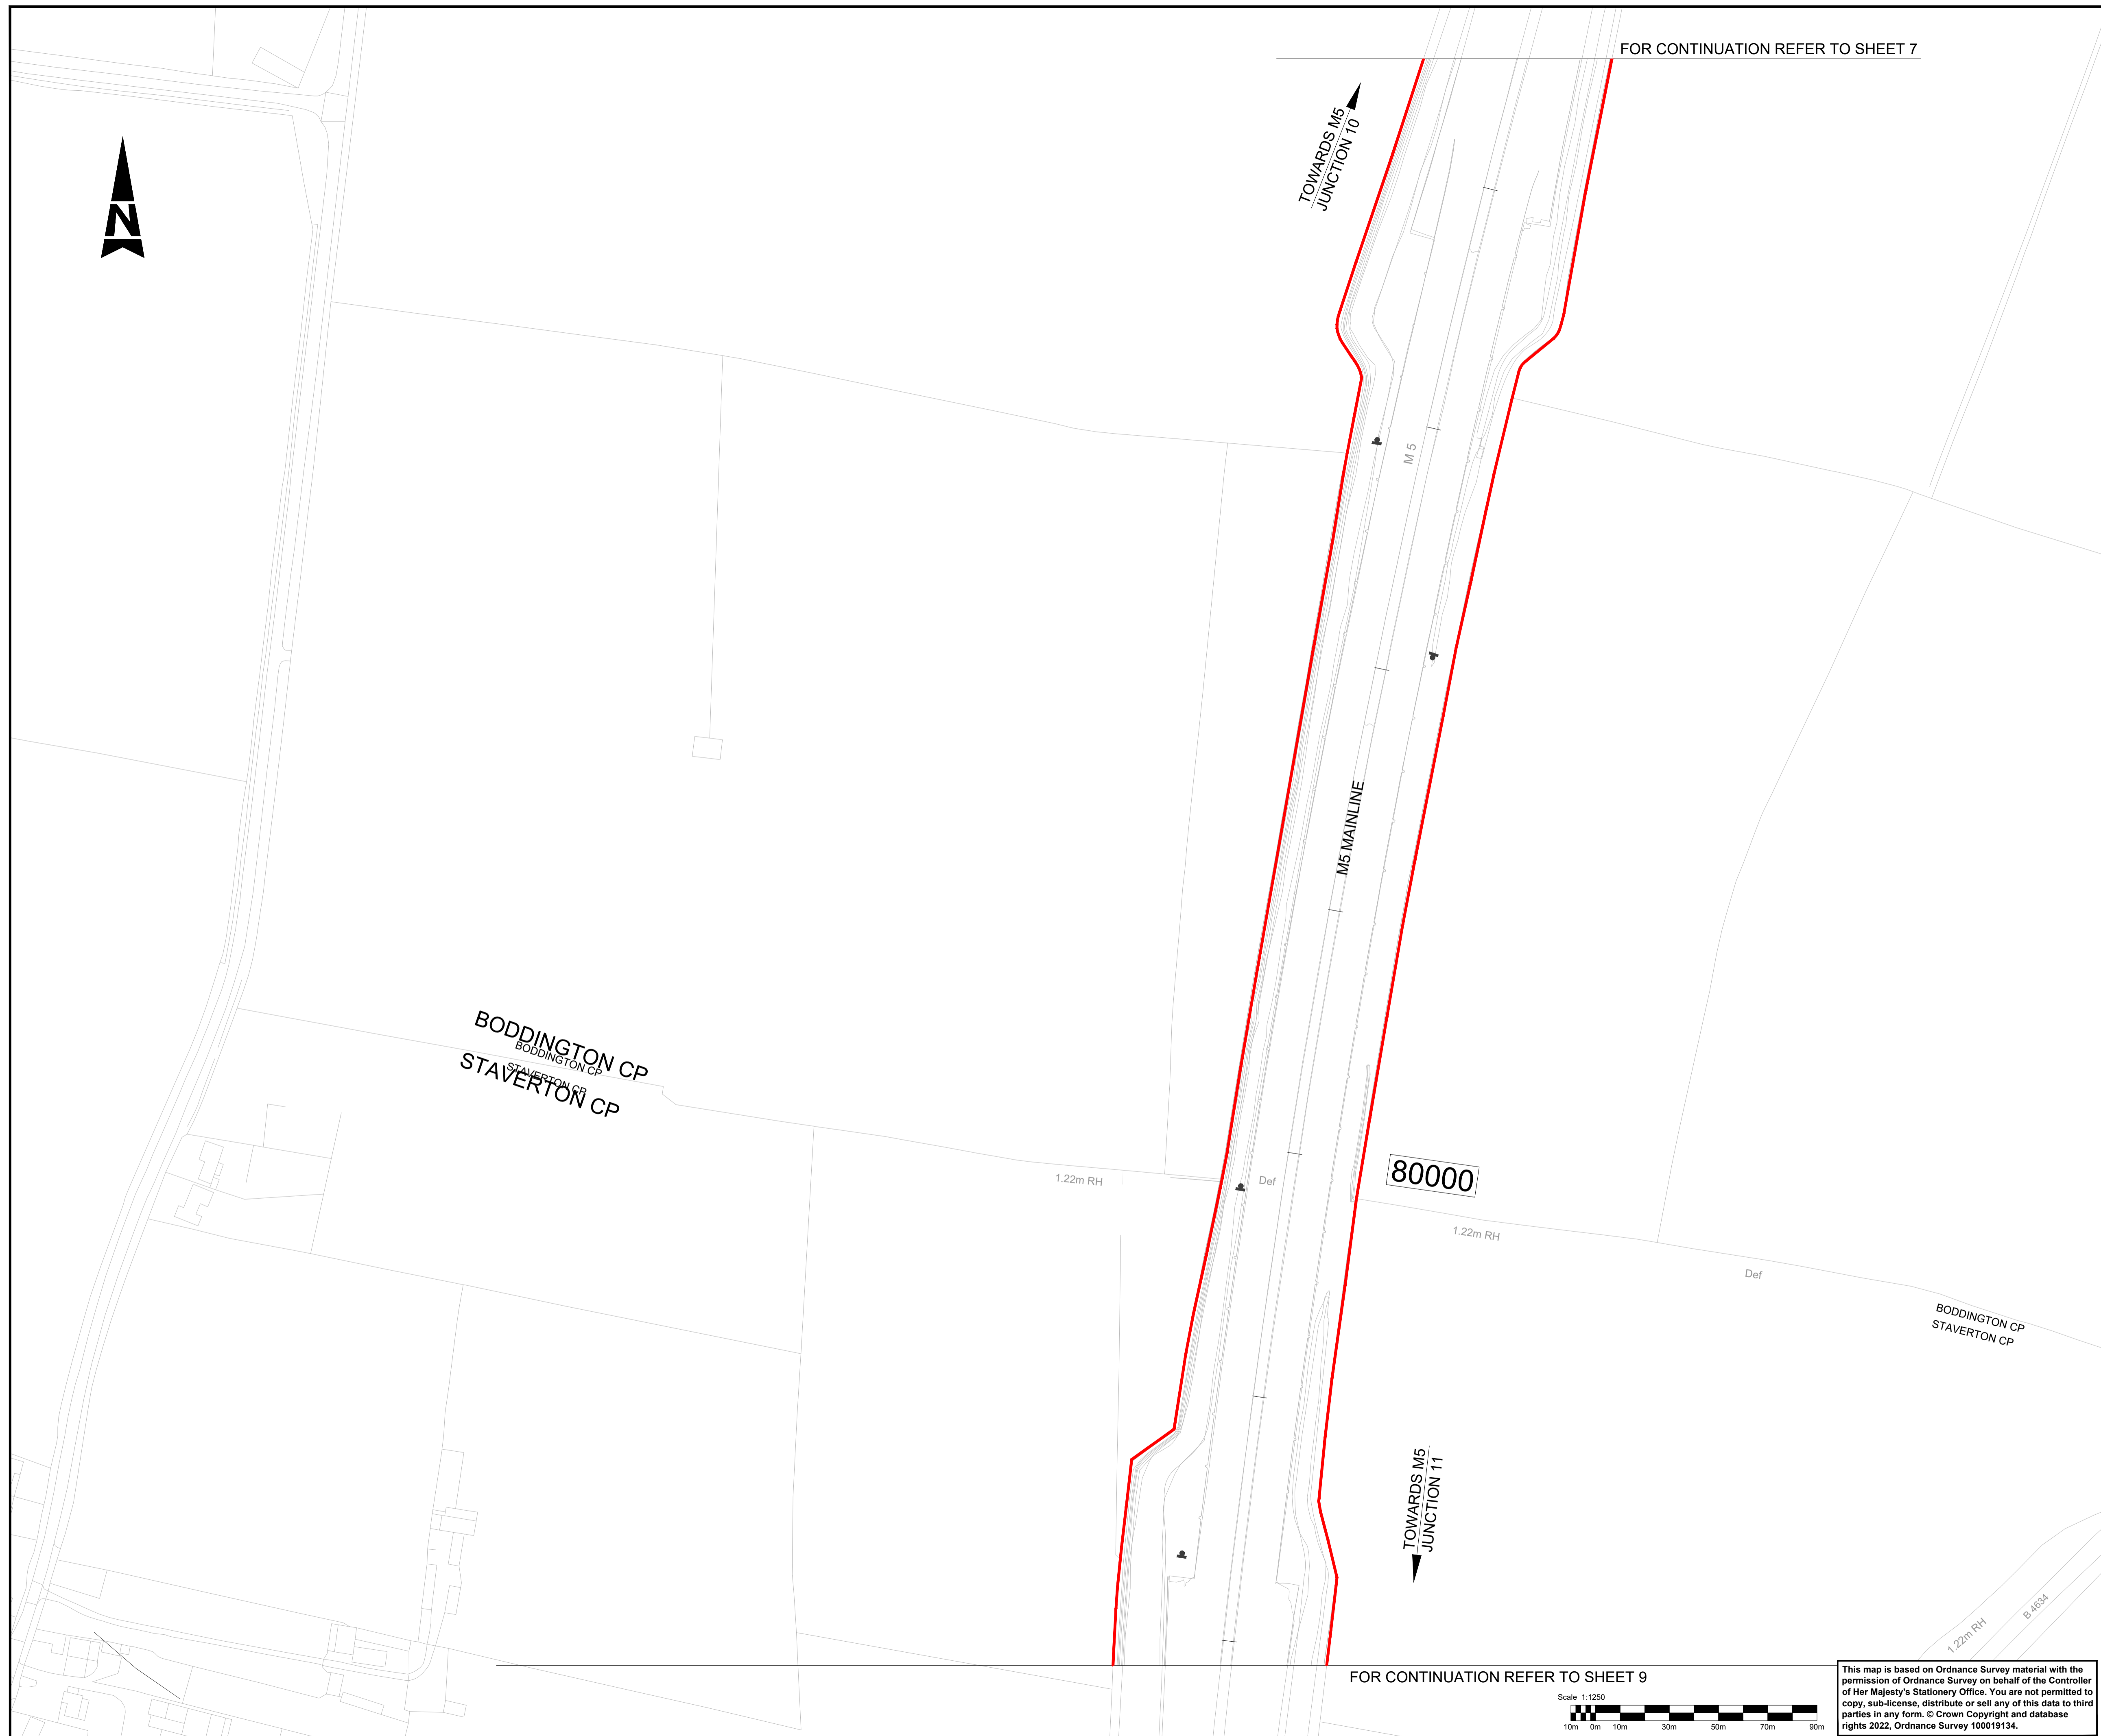 FOR CONTINUATION REFER TO SHEET 7
TOWARDS M5
JUNCTION 10
N
M 5
M5 MAINLINE
BODDINGTON CP
BODDINGTON CP
STAVERTON CP
STAVERTON CP
1.22m RH
Def
80000
1.22m RH
Def
BODDINGTON CP
STAVERTON CP
TOWARDS M5
JUNCTION 11
1.22m RH
B 4634
FOR CONTINUATION REFER TO SHEET 9
Scale 1:1250
10m 0m 10m 30m 50m 70m 90m
This map is based on Ordnance Survey material with the
permission of Ordnance Survey on behalf of the Controller
of Her Majesty's Stationery Office. You are not permitted to
copy, sub-license, distribute or sell any of this data to third
parties in any form. © Crown Copyright and database
rights 2022, Ordnance Survey 100019134.